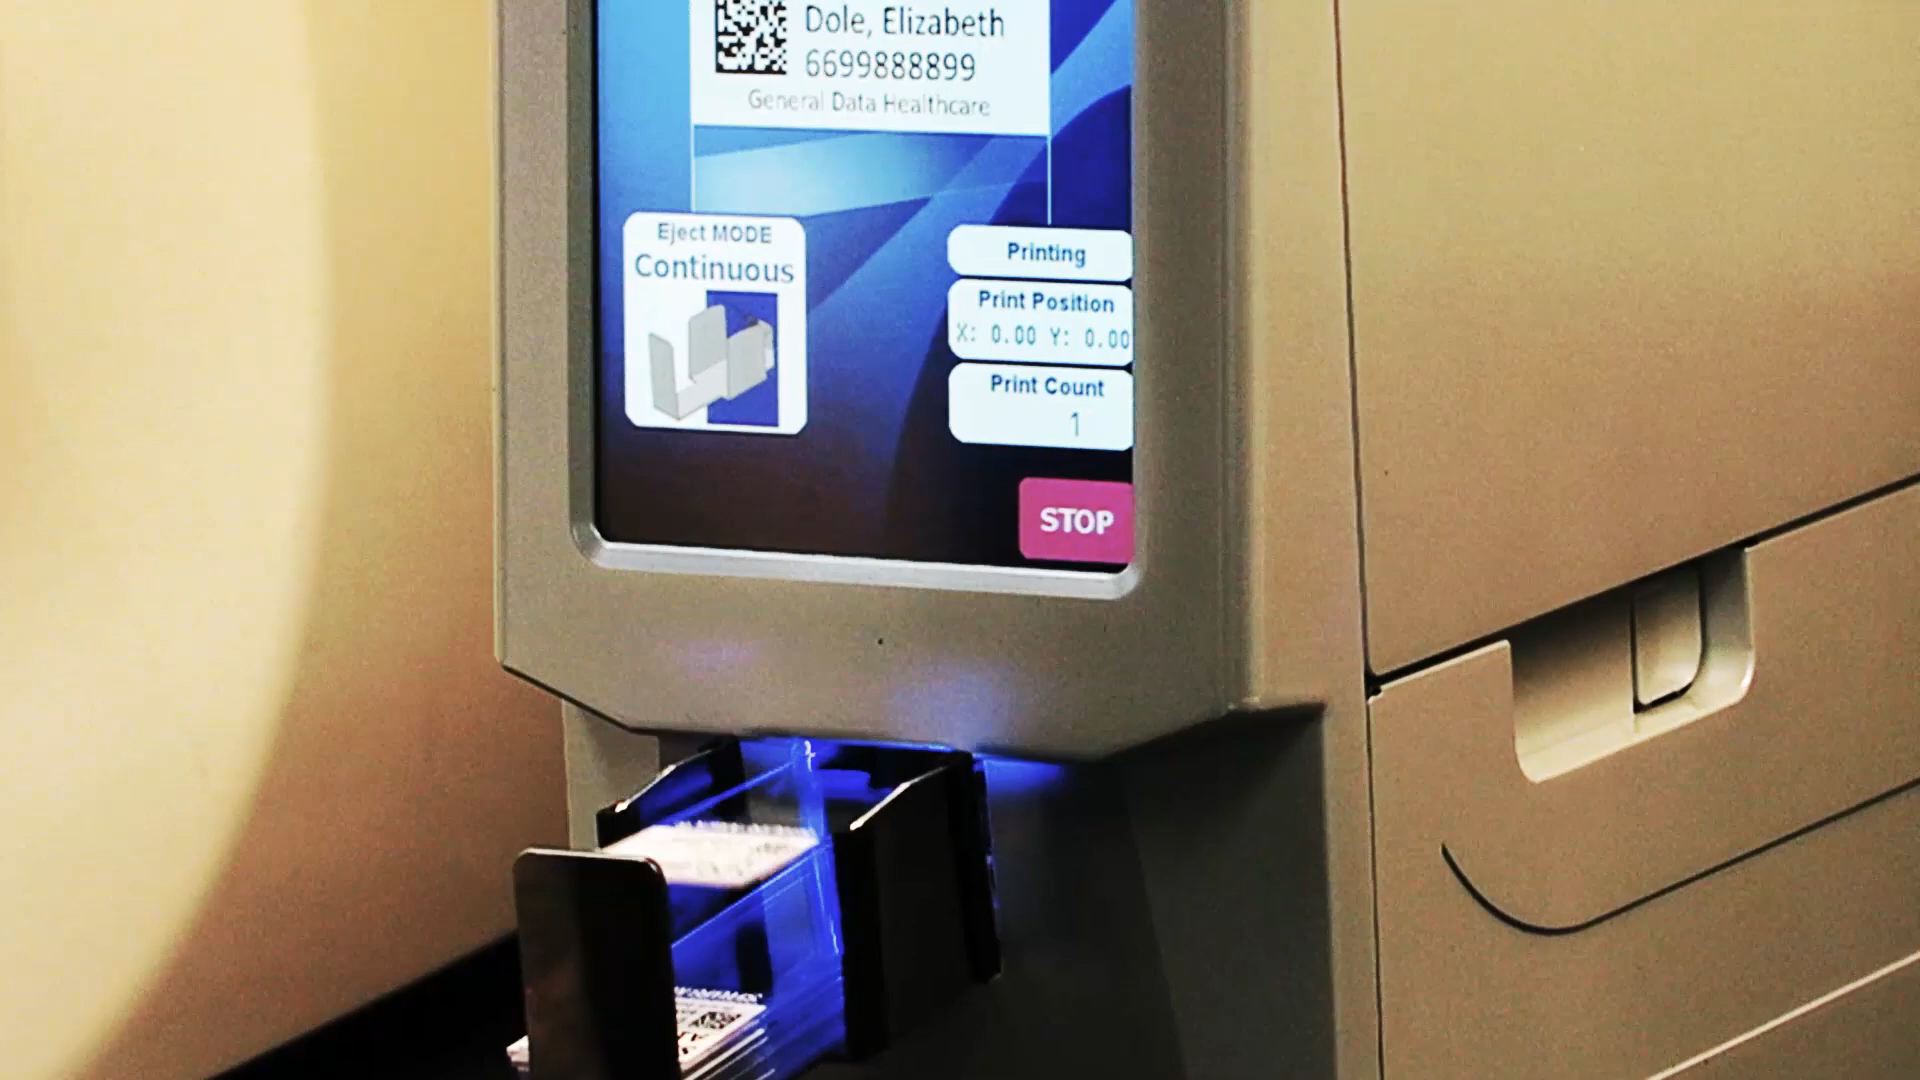 Dole, Elizabeth
6699888899
General Data Healthcare
Eject MODE
Continuous
Printing
Print Position
X: 0.00 Y: 0.00
Print Count
1
STOP